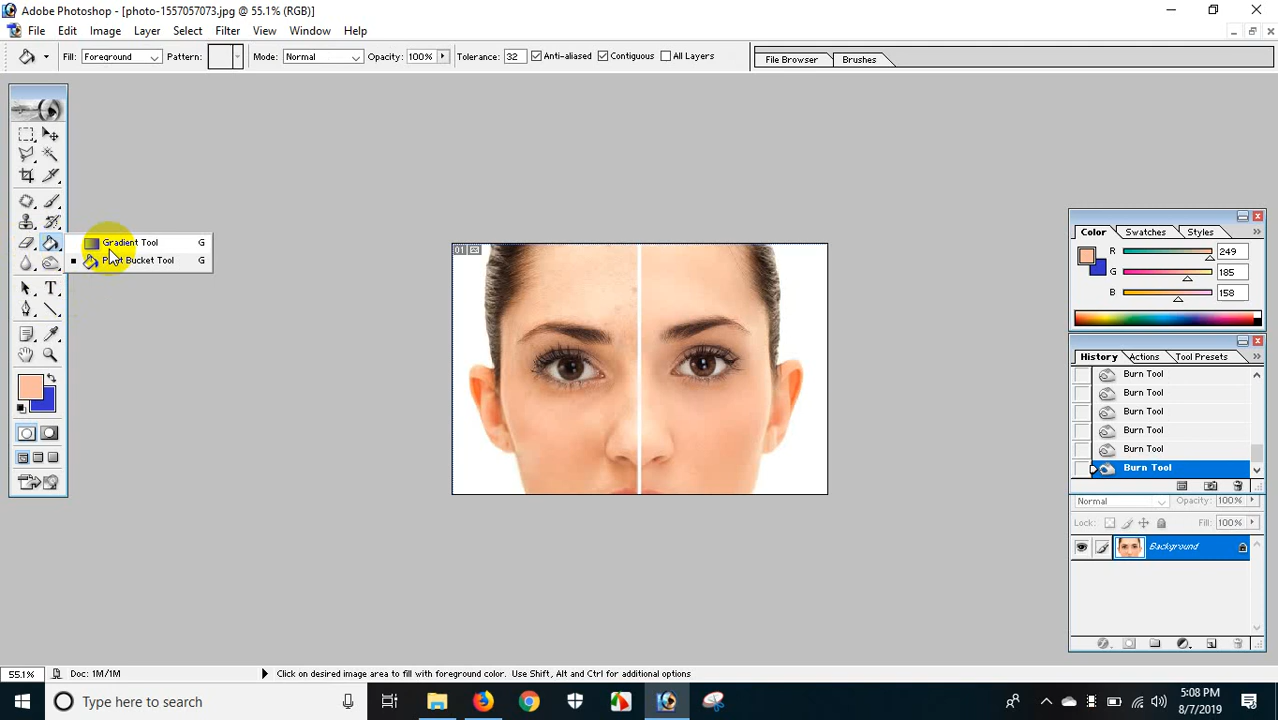 Adobe Photoshop - [photo-1557057073.jpg @ 55.1% (RGB)]
File Edit Image Layer Select Filter View Window Help
Fill: Foreground Pattern: Mode: Normal Opacity: 100% Tolerance: 32 Anti-aliased Contiguous All Layers File Browser Brushes
Gradient Tool G
Paint Bucket Tool G
01
Color Swatches Styles
R 249
G 185
B 158
History Actions Tool Presets
Burn Tool
Burn Tool
Burn Tool
Burn Tool
Burn Tool
Burn Tool
Normal Opacity: 100%
Lock: Fill: 100%
Background
55.1% Doc: 1M/1M Click on desired image area to fill with foreground color. Use Shift, Alt and Ctrl for additional options
Type here to search
5:08 PM
8/7/2019